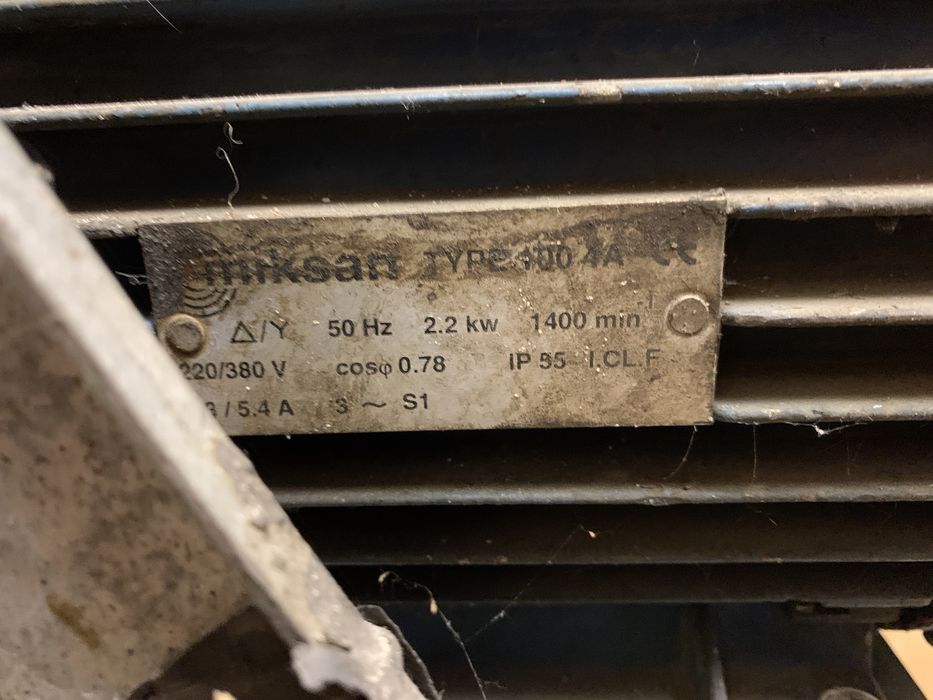 miksan TYPE 100 4A CE
△/Y 50 Hz 2.2 kw 1400 min⁻¹
220/380 V cosφ 0.78 IP 55 I.CL.F
/ 5.4 A 3 ~ S1